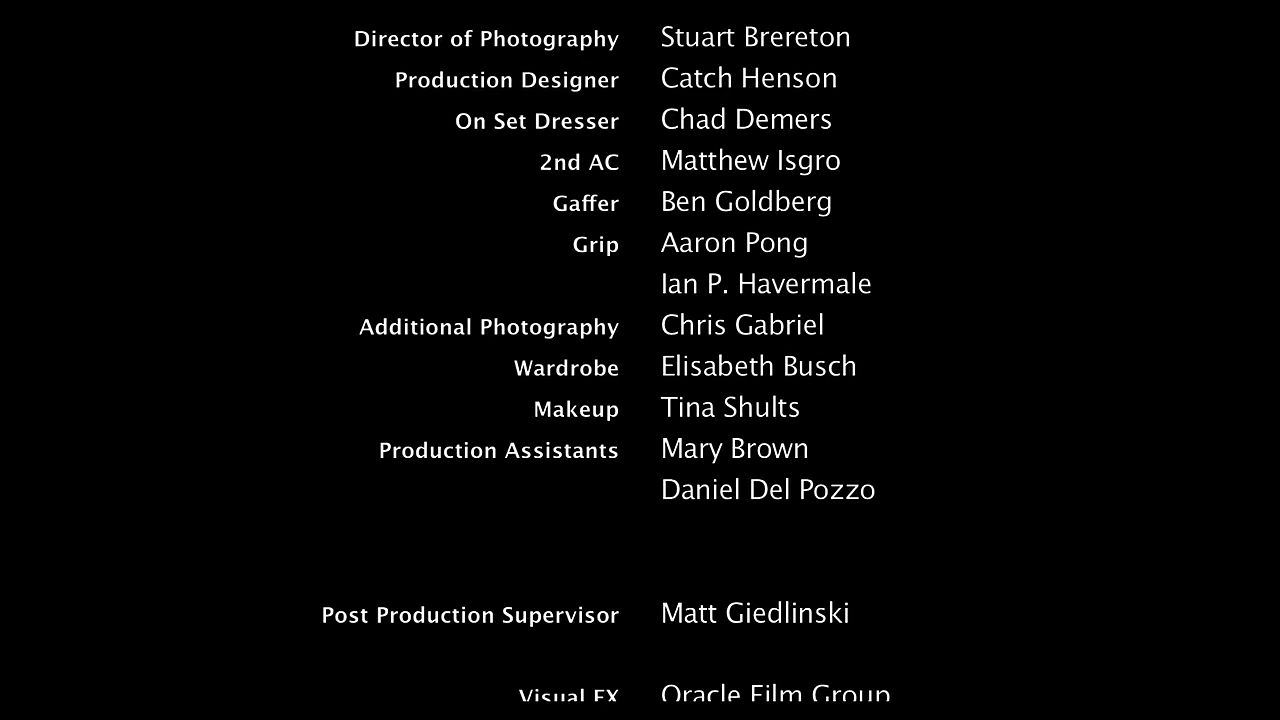 Director of Photography Stuart Brereton
Production Designer Catch Henson
On Set Dresser Chad Demers
2nd AC Matthew Isgro
Gaffer Ben Goldberg
Grip Aaron Pong
Ian P. Havermale
Additional Photography Chris Gabriel
Wardrobe Elisabeth Busch
Makeup Tina Shults
Production Assistants Mary Brown
Daniel Del Pozzo
Post Production Supervisor Matt Giedlinski
Visual FX Oracle Film Group